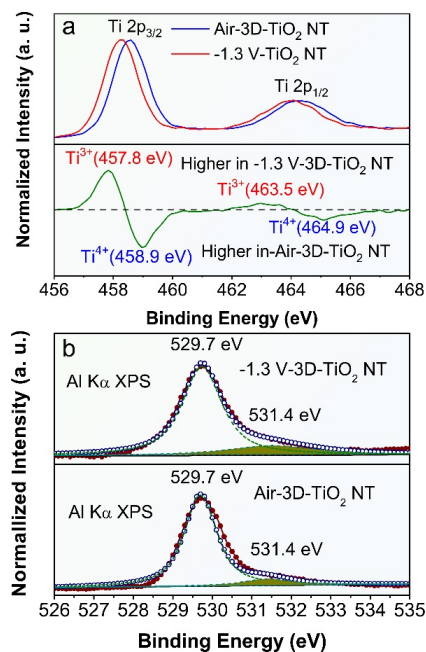 a
Ti 2p3/2
Air-3D-TiO2 NT
-1.3 V-TiO2 NT
Ti 2p1/2
Normalized Intensity (a. u.)
Ti3+(457.8 eV)
Higher in -1.3 V-3D-TiO2 NT
Ti3+(463.5 eV)
Ti4+(458.9 eV)
Ti4+(464.9 eV)
Higher in-Air-3D-TiO2 NT
456 458 460 462 464 466 468
Binding Energy (eV)
b
529.7 eV
Al Kα XPS
-1.3 V-3D-TiO2 NT
531.4 eV
Normallized Intensity (a. u.)
529.7 eV
Al Kα XPS
Air-3D-TiO2 NT
531.4 eV
526 527 528 529 530 531 532 533 534 535
Binding Energy (eV)